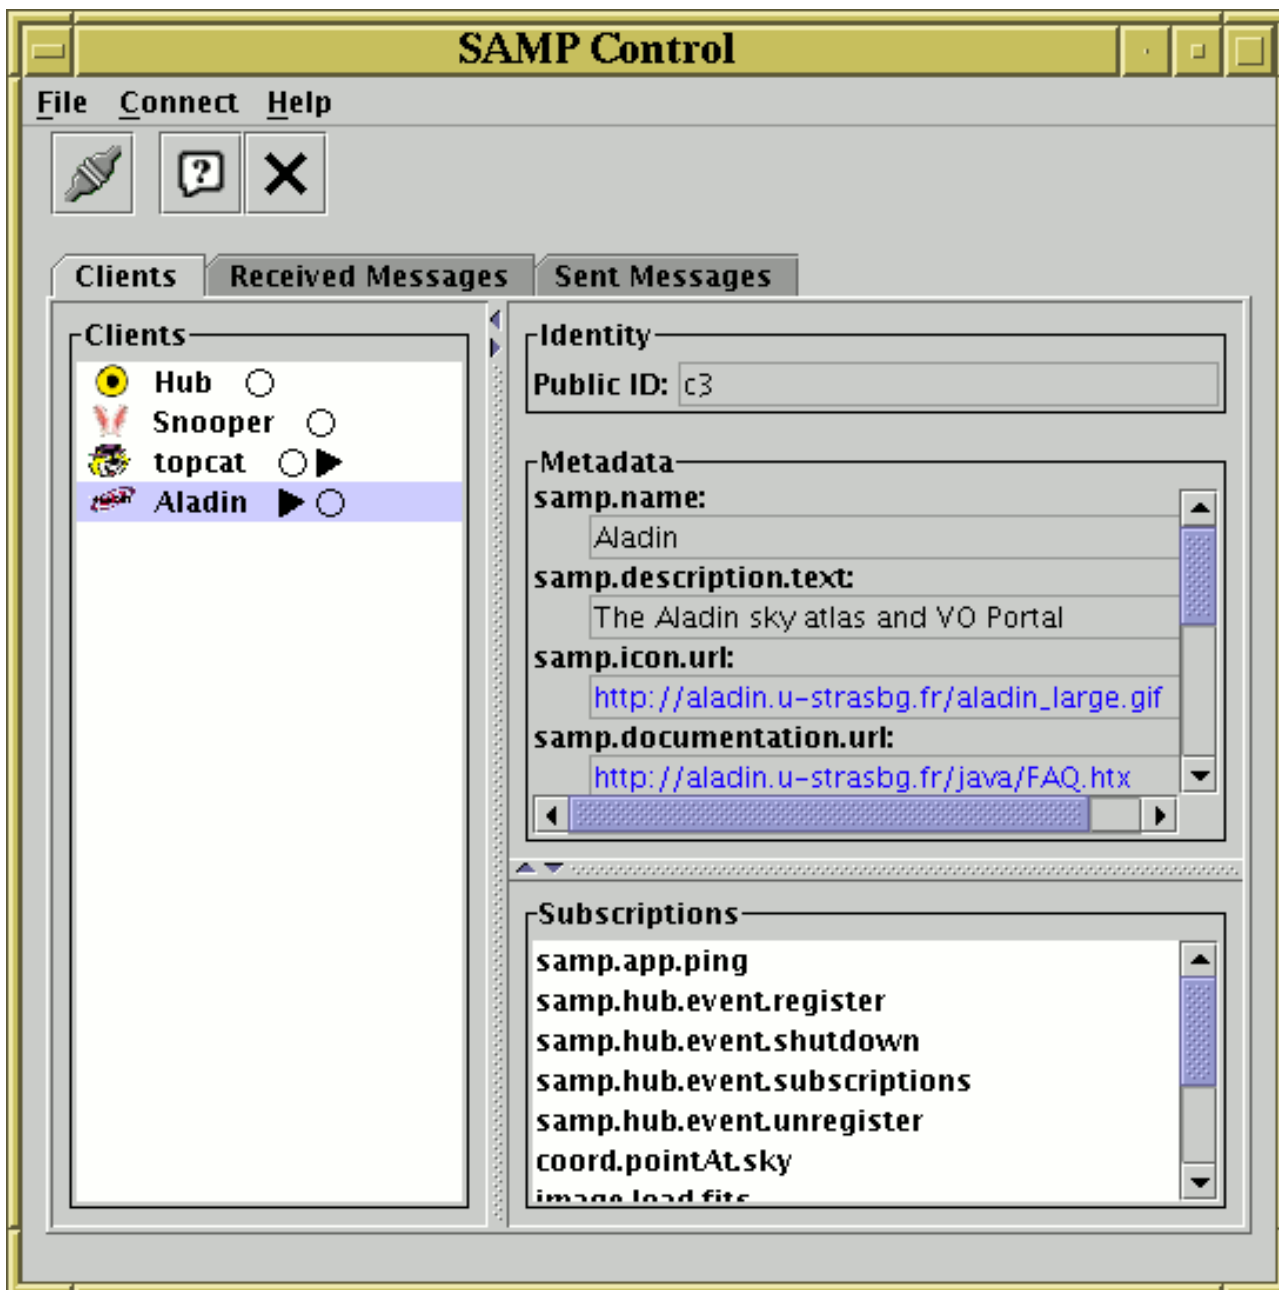 SAMP Control
File Connect Help
Clients Received Messages Sent Messages
Clients
Hub
Snooper
topcat
Aladin
Identity
Public ID: c3
Metadata
samp.name:
Aladin
samp.description.text:
The Aladin sky atlas and VO Portal
samp.icon.url:
http://aladin.u-strasbg.fr/aladin_large.gif
samp.documentation.url:
http://aladin.u-strasbg.fr/java/FAQ.htx
Subscriptions
samp.app.ping
samp.hub.event.register
samp.hub.event.shutdown
samp.hub.event.subscriptions
samp.hub.event.unregister
coord.pointAt.sky
image.load.fits